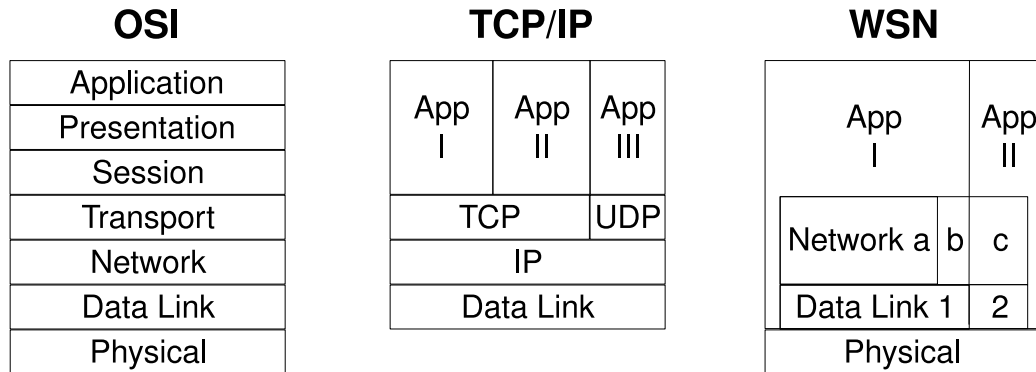 OSI
Application
Presentation
Session
Transport
Network
Data Link
Physical
TCP/IP
App
I
App
II
App
III
TCP
UDP
IP
Data Link
WSN
App
I
App
II
Network a
b
c
Data Link 1
2
Physical